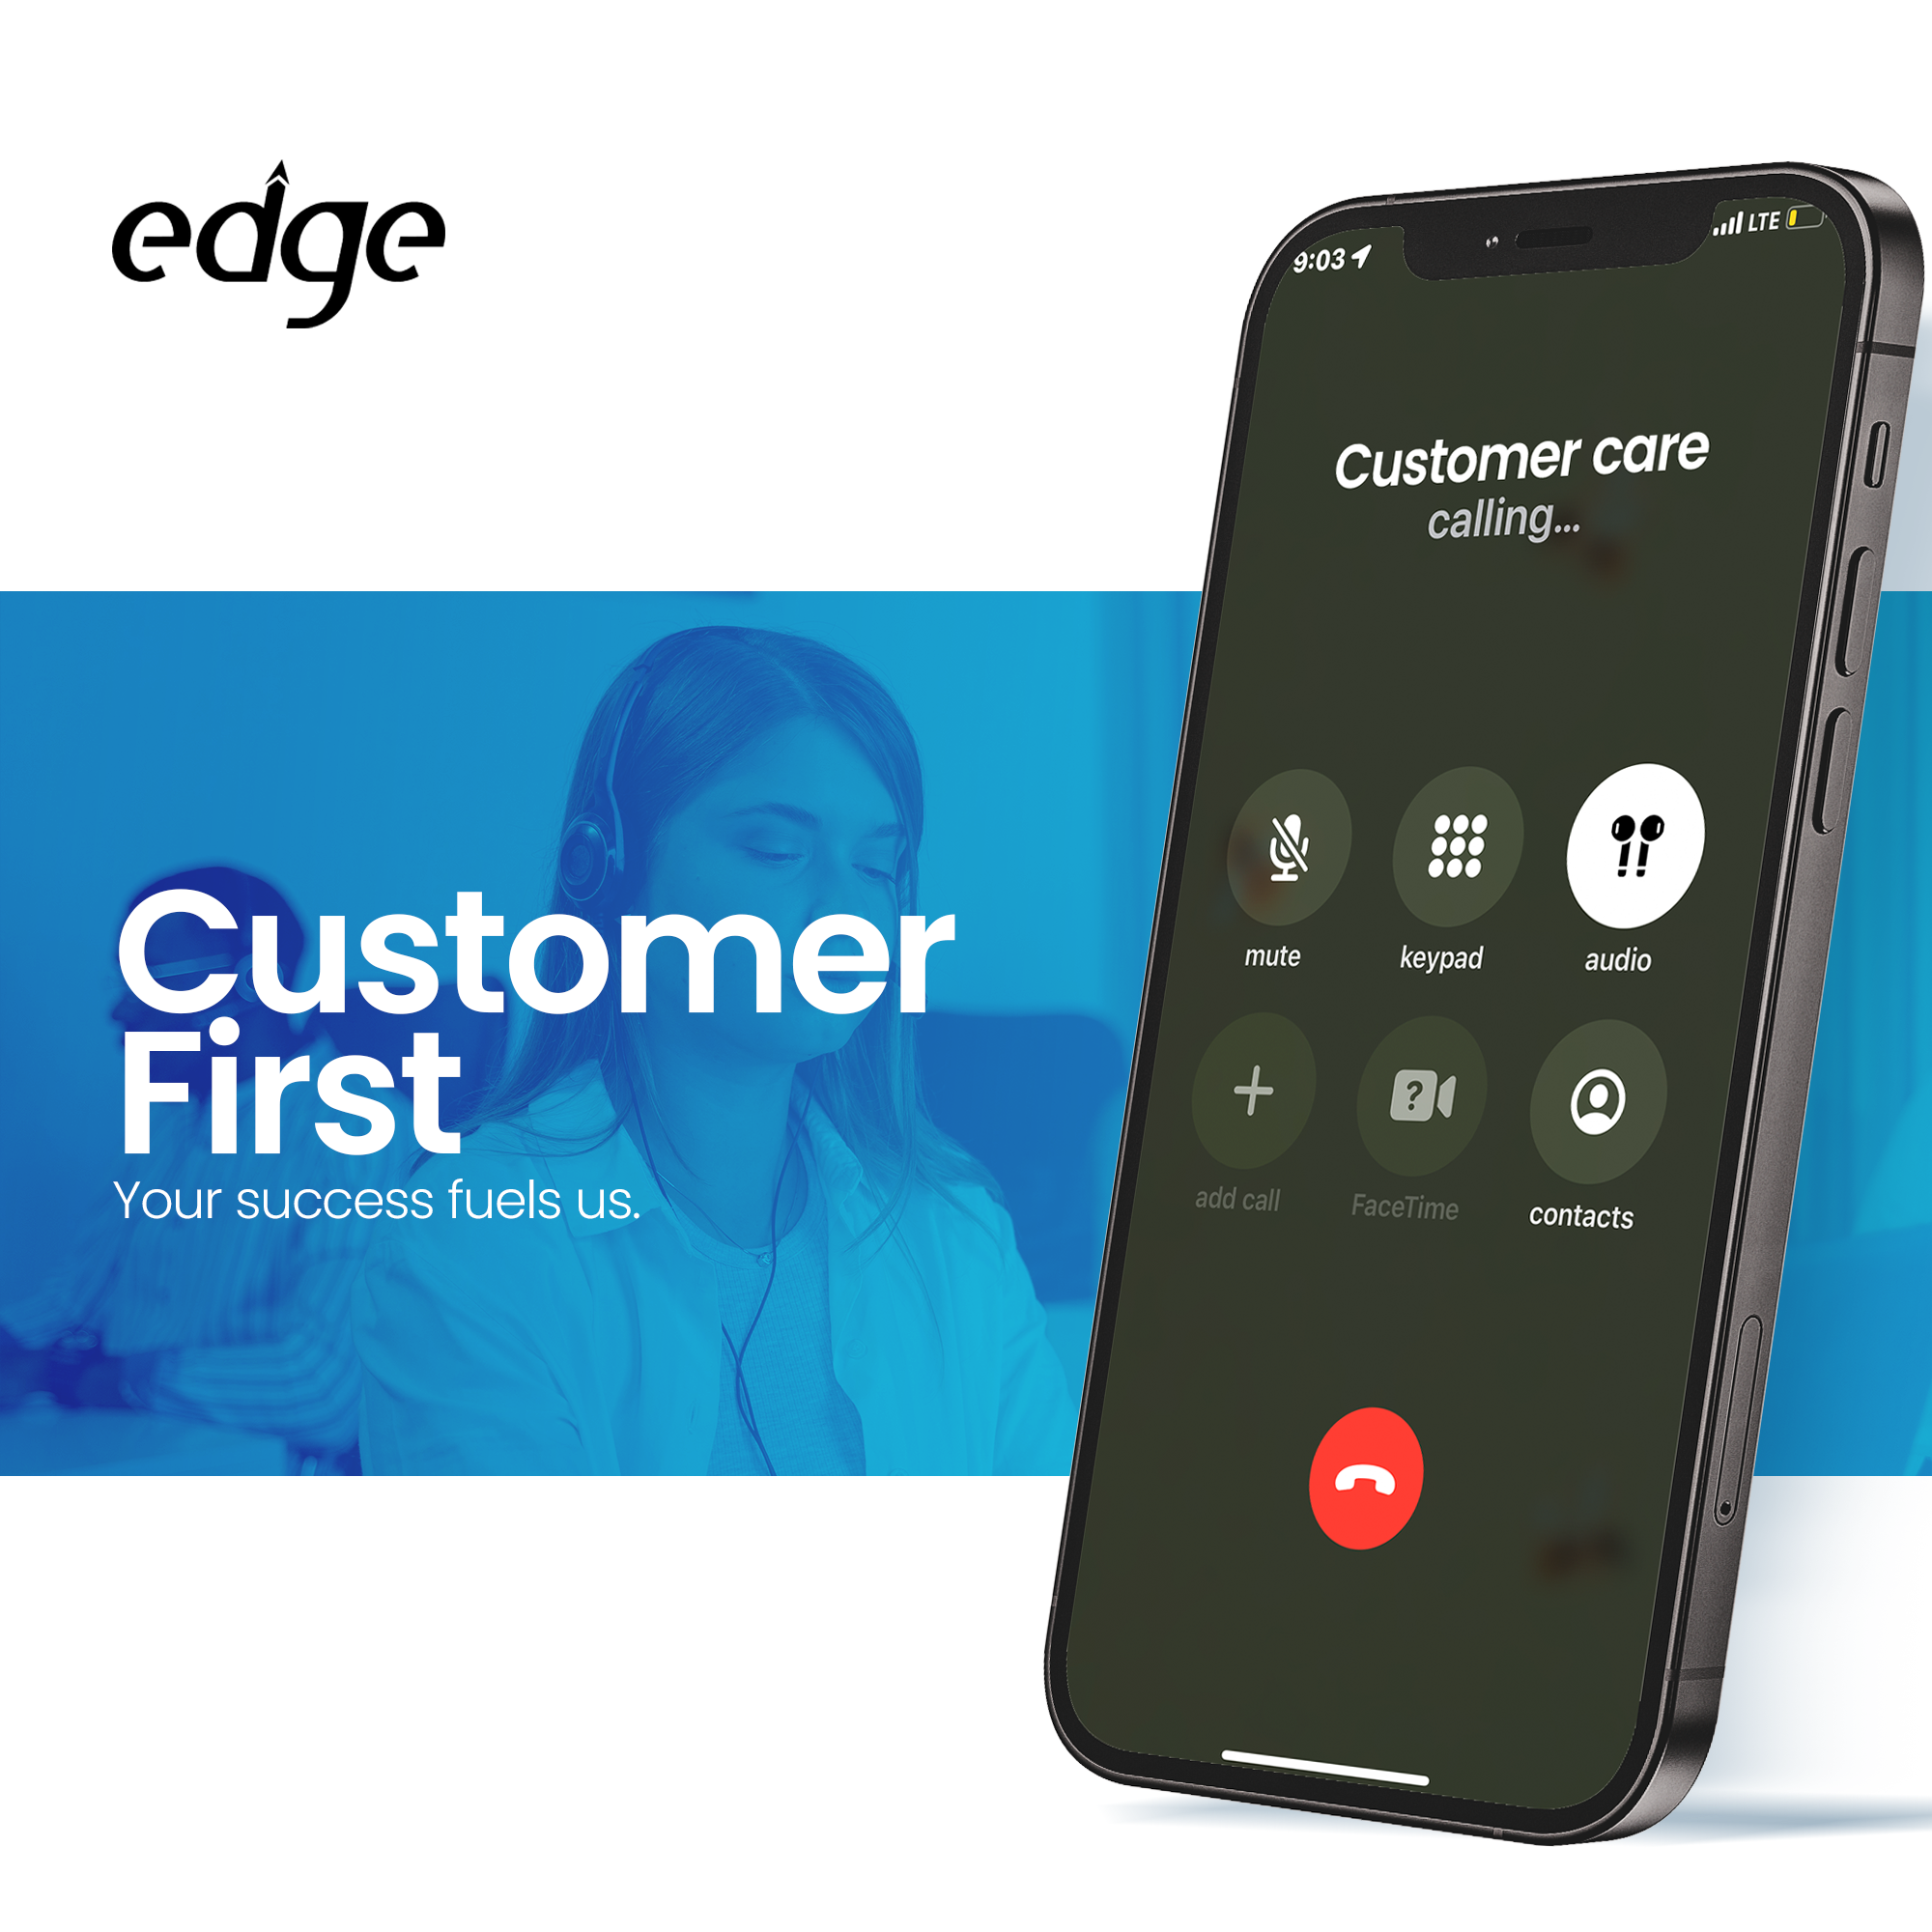 edge
9:03
LTE
Customer care
calling...
mute
keypad
audio
add call
FaceTime
contacts
Customer
First
Your success fuels us.